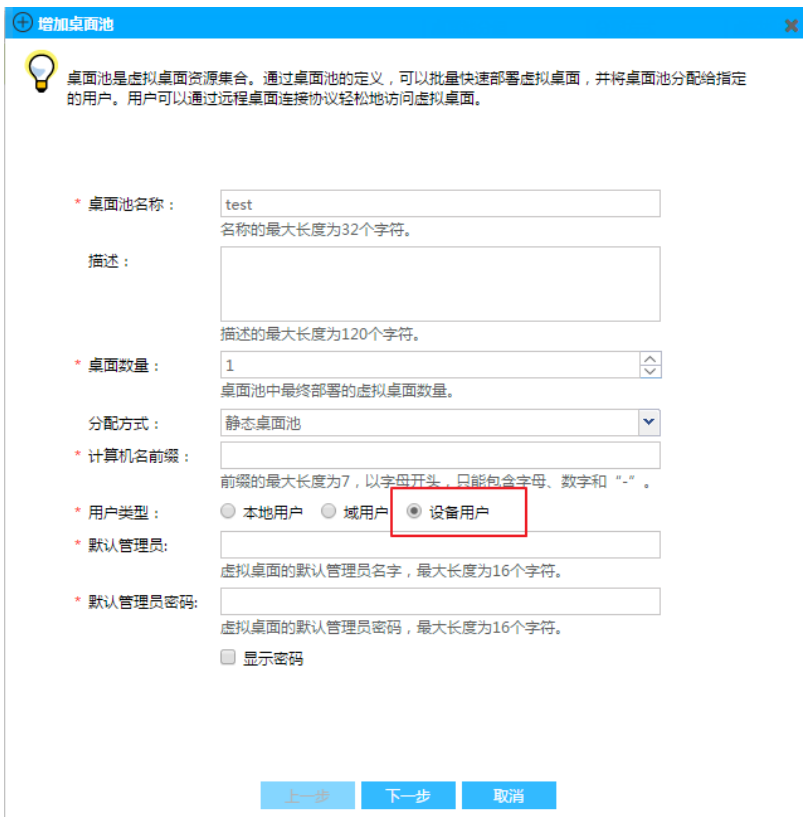 增加桌面池
桌面池是虚拟桌面资源集合。通过桌面池的定义，可以批量快速部署虚拟桌面，并将桌面池分配给指定
的用户。用户可以通过远程桌面连接协议轻松地访问虚拟桌面。
* 桌面池名称： test
名称的最大长度为32个字符。
描述：
描述的最大长度为120个字符。
* 桌面数量： 1
桌面池中最终部署的虚拟桌面数量。
分配方式： 静态桌面池
* 计算机名前缀：
前缀的最大长度为7，以字母开头，只能包含字母、数字和“-”。
* 用户类型： 本地用户 域用户 设备用户
* 默认管理员:
虚拟桌面的默认管理员名字，最大长度为16个字符。
* 默认管理员密码:
虚拟桌面的默认管理员密码，最大长度为16个字符。
显示密码
上一步 下一步 取消